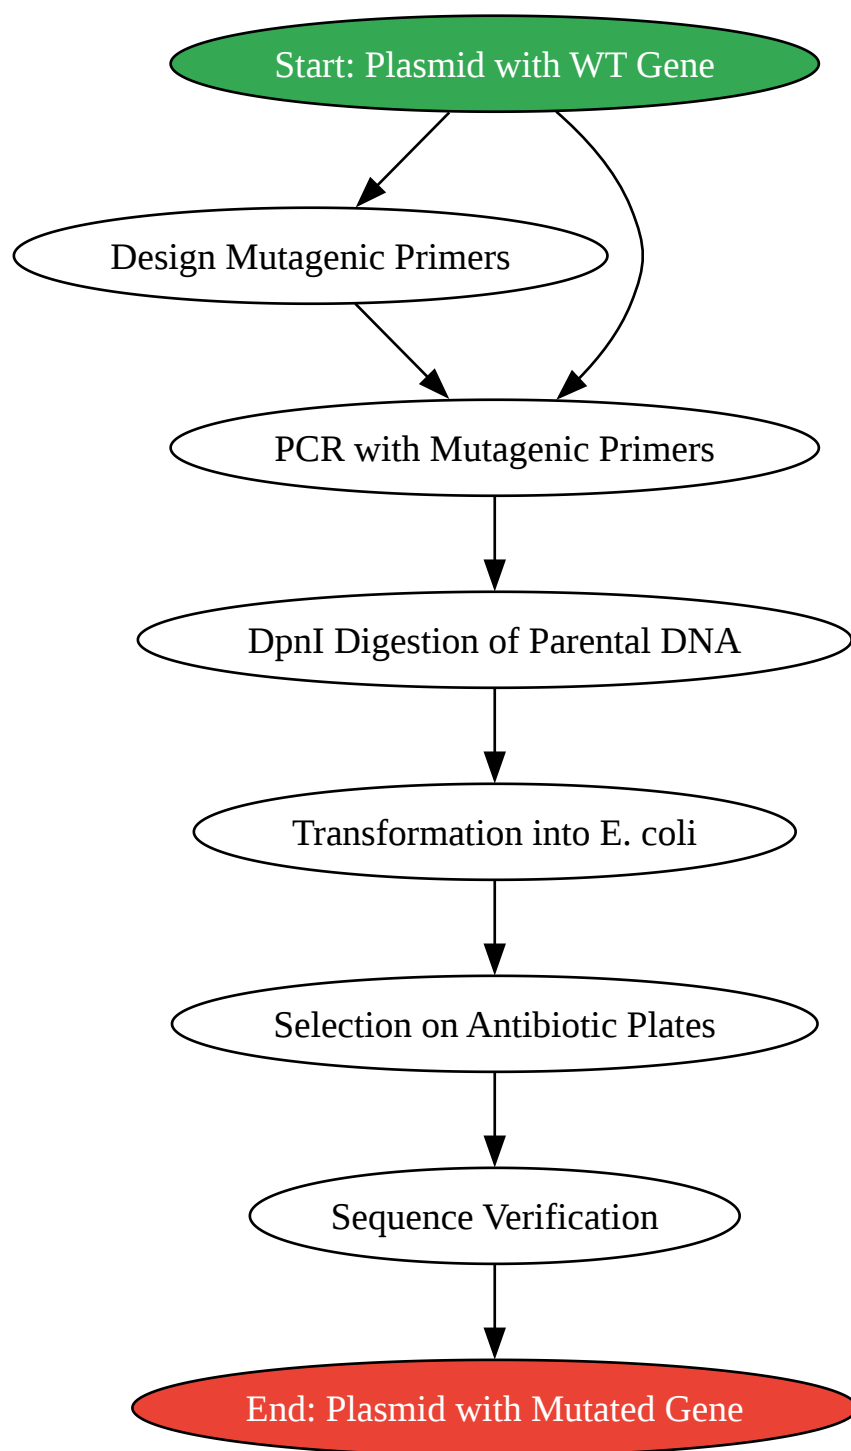 Start: Plasmid with WT Gene
Design Mutagenic Primers
PCR with Mutagenic Primers
DpnI Digestion of Parental DNA
Transformation into E. coli
Selection on Antibiotic Plates
Sequence Verification
End: Plasmid with Mutated Gene